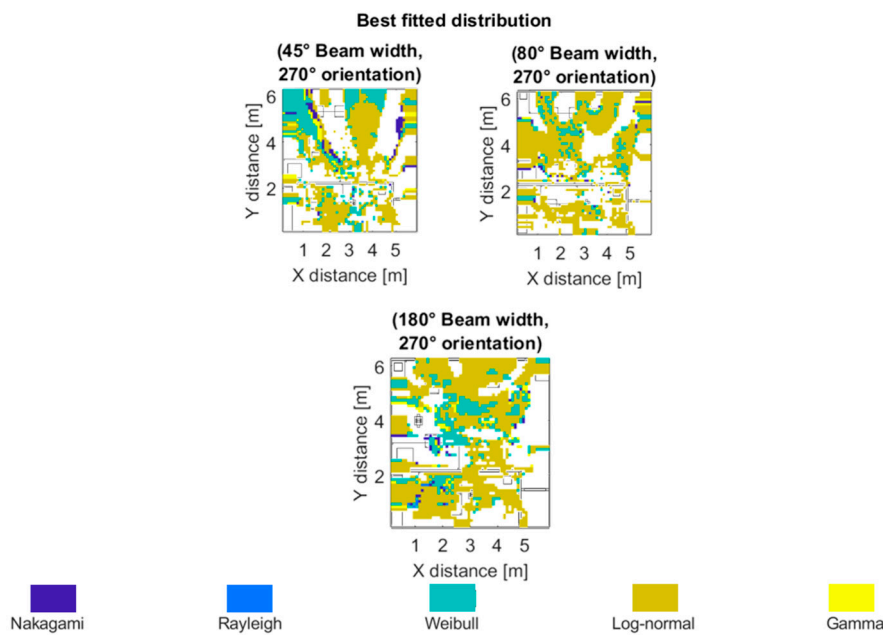 Best fitted distribution
(45° Beam width,
270° orientation)
(80° Beam width,
270° orientation)
6
4
2
Y distance [m]
1 2 3 4 5
X distance [m]
6
4
2
Y distance [m]
1 2 3 4 5
X distance [m]
(180° Beam width,
270° orientation)
6
4
2
Y distance [m]
1 2 3 4 5
X distance [m]
Nakagami Rayleigh Weibull Log-normal Gamma